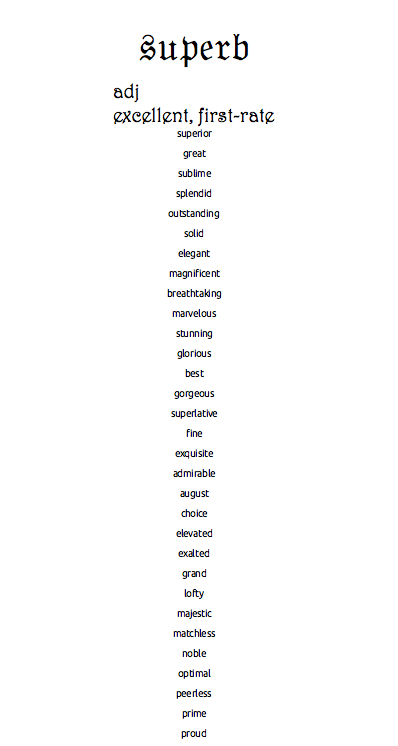 superb
adj
excellent, first-rate
superior
great
sublime
splendid
outstanding
solid
elegant
magnificent
breathtaking
marvelous
stunning
glorious
best
gorgeous
superlative
fine
exquisite
admirable
august
choice
elevated
exalted
grand
lofty
majestic
matchless
noble
optimal
peerless
prime
proud